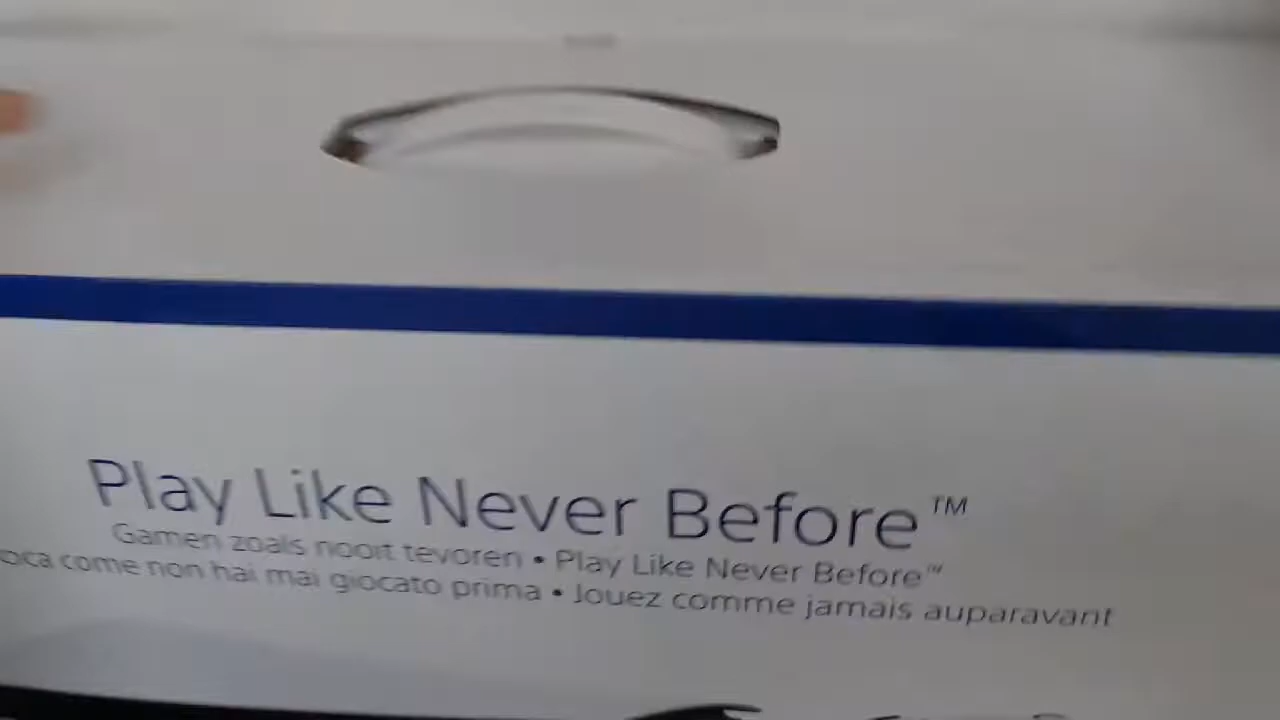 Play Like Never Before™
Gamen zoals nooit tevoren • Play Like Never Before™
oca come non hai mai giocato prima • Jouez comme jamais auparavant